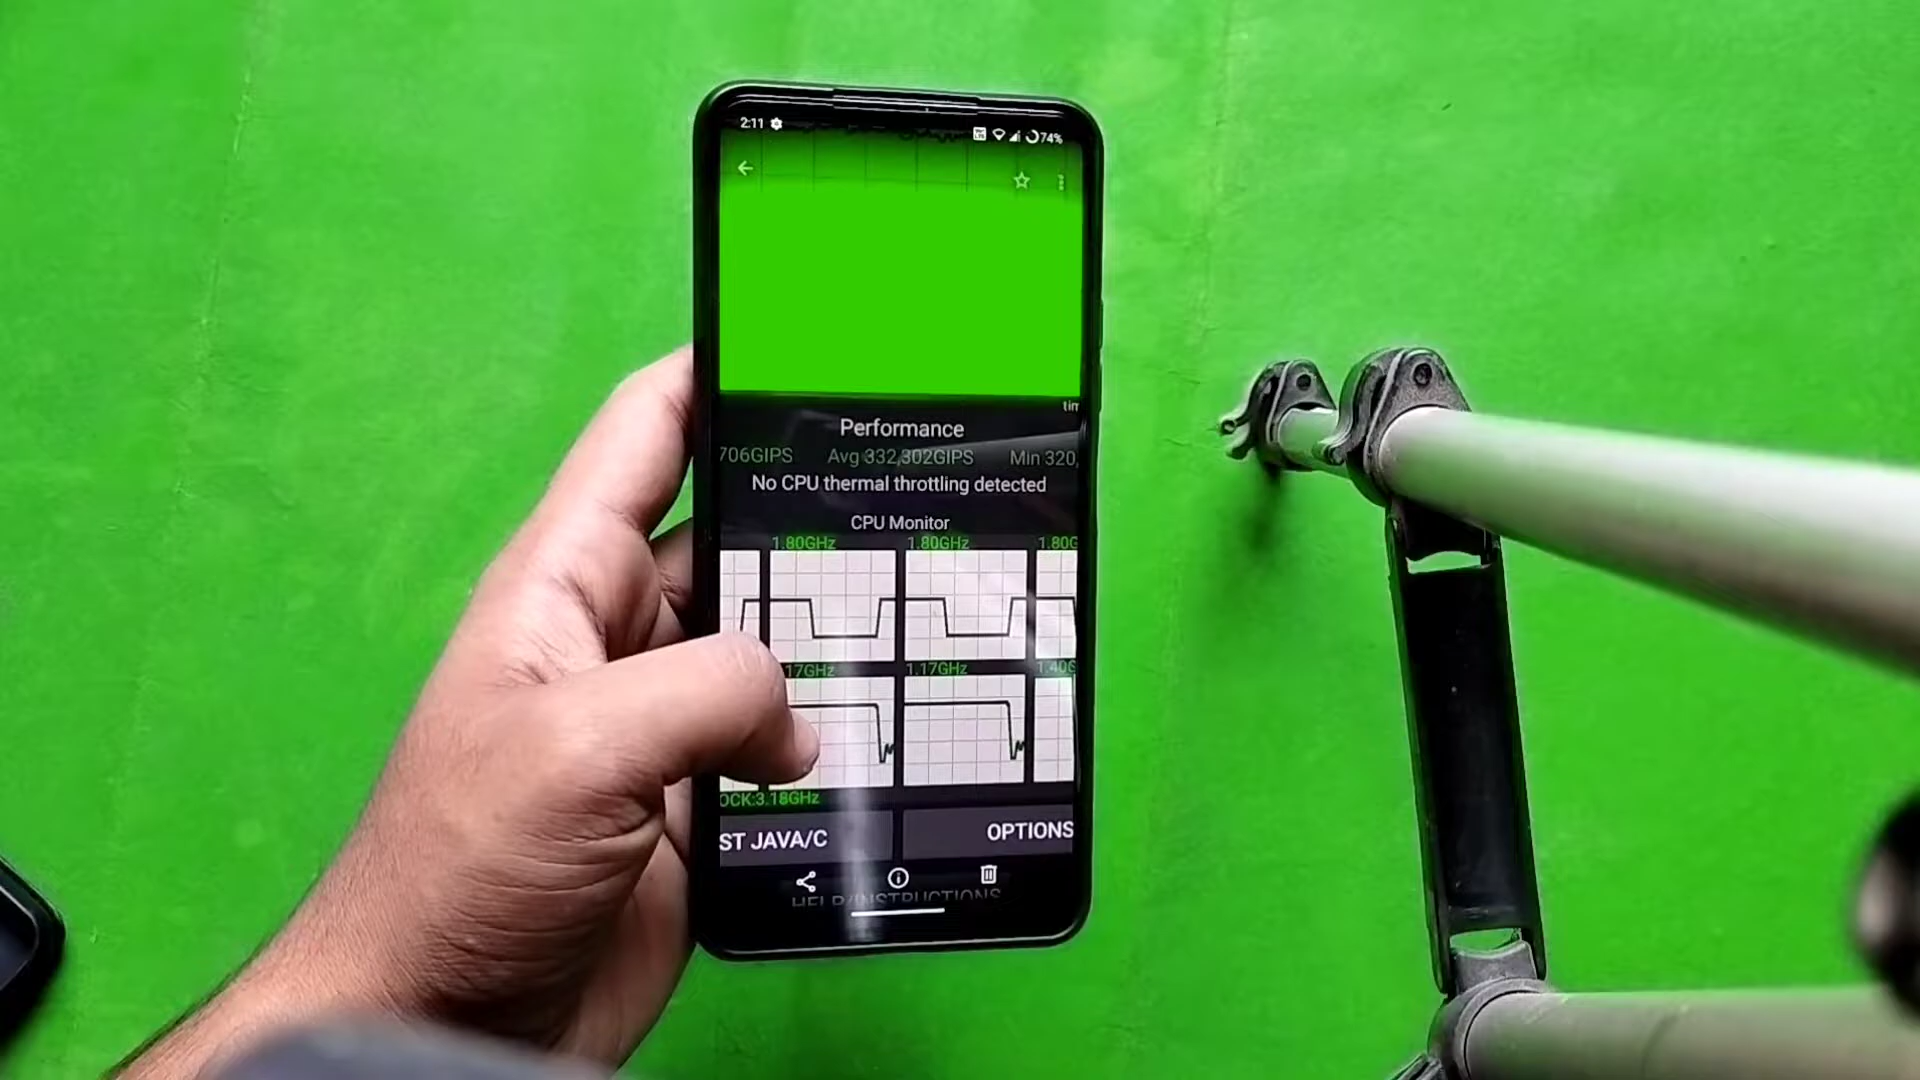 2:11
74%
tim
Performance
706GIPS Avg 332,302GIPS Min 320,
No CPU thermal throttling detected
CPU Monitor
1.80GHz 1.80GHz 1.80G
17GHz 1.17GHz 1.40G
OCK:3.18GHz
ST JAVA/C OPTIONS
HELP/INSTRUCTIONS